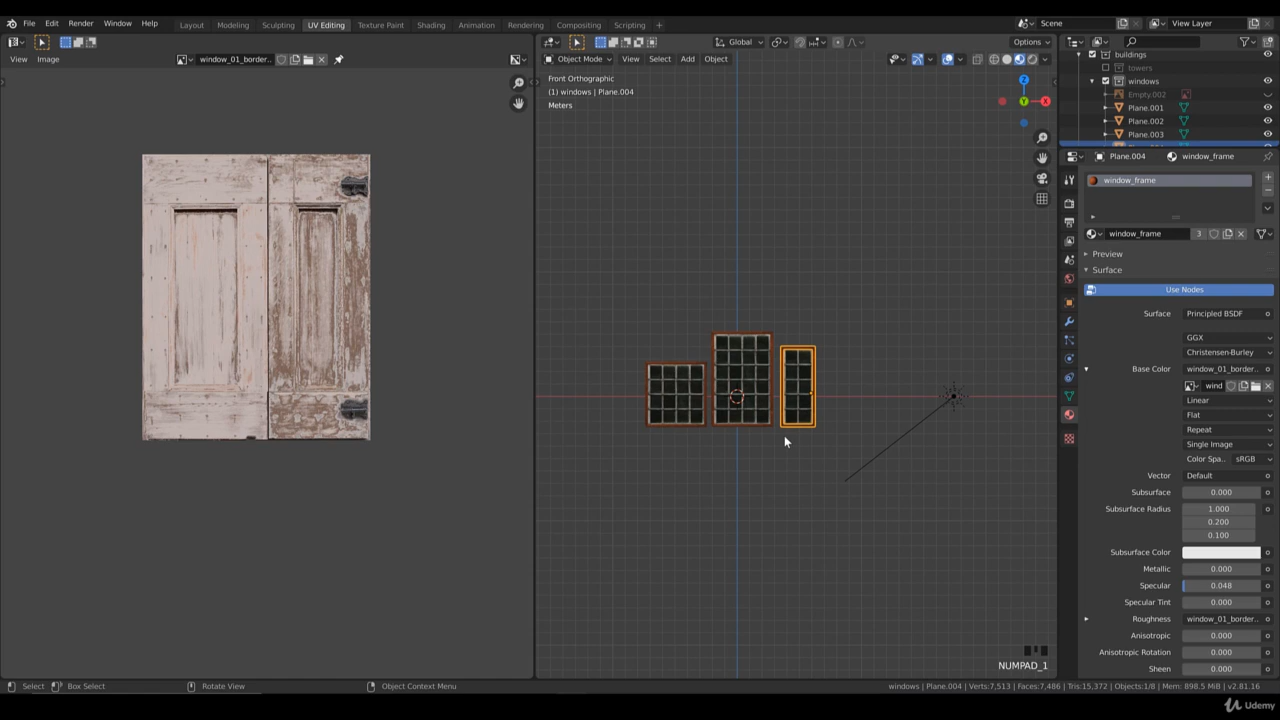 File Edit Render Window Help Layout Modeling Sculpting UV Editing Texture Paint Shading Animation Rendering Compositing Scripting + Scene View Layer
View Image window_01_border..
Global Options
Object Mode View Select Add Object
Front Orthographic
(1) windows | Plane.004
Meters
Z
Y
X
NUMPAD_1
buildings
towers
windows
Empty.002
Plane.001
Plane.002
Plane.003
Plane.004 window_frame
window_frame
window_frame 3
Preview
Surface
Use Nodes
Surface Principled BSDF
GGX
Christensen-Burley
Base Color window_01_border..
wind
Linear
Flat
Repeat
Single Image
Color Spa.. sRGB
Vector Default
Subsurface 0.000
Subsurface Radius 1.000
0.200
0.100
Subsurface Color
Metallic 0.000
Specular 0.048
Specular Tint 0.000
Roughness window_01_border..
Anisotropic 0.000
Anisotropic Rotation 0.000
Sheen 0.000
Select Box Select Rotate View Object Context Menu windows | Plane.004 | Verts:7,513 | Faces:7,486 | Tris:15,372 | Objects:1/8 | Mem: 898.5 MiB | v2.81.16
Udemy